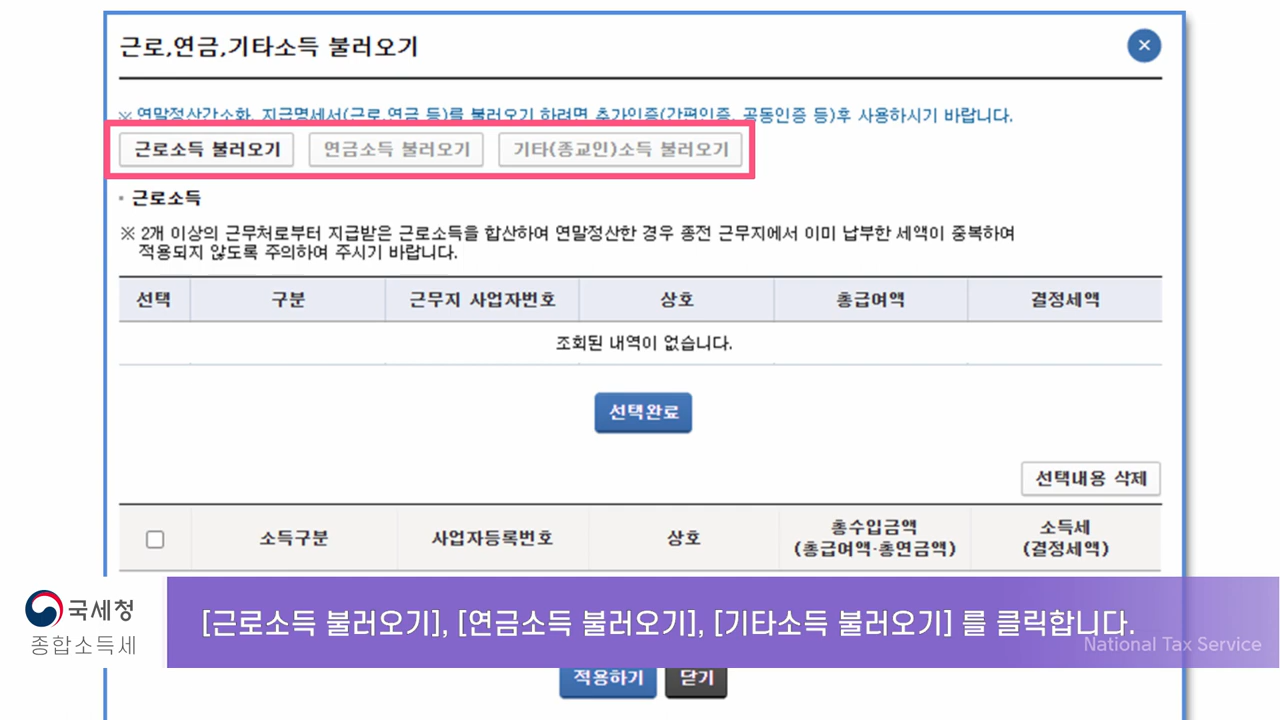 근로,연금,기타소득 불러오기
※ 연말정산간소화, 지급명세서(근로,연금 등)를 불러오기 하려면 추가인증(간편인증, 공동인증 등)후 사용하시기 바랍니다.
근로소득 불러오기 연금소득 불러오기 기타(종교인)소득 불러오기
근로소득
※ 2개 이상의 근무처로부터 지급받은 근로소득을 합산하여 연말정산한 경우 종전 근무지에서 이미 납부한 세액이 중복하여
적용되지 않도록 주의하여 주시기 바랍니다.
선택 구분 근무지 사업자번호 상호 총급여액 결정세액
조회된 내역이 없습니다.
선택완료
선택내용 삭제
소득구분 사업자등록번호 상호 총수입금액 소득세
(총급여액·총연금액) (결정세액)
국세청
종합소득세
[근로소득 불러오기], [연금소득 불러오기], [기타소득 불러오기] 를 클릭합니다.
National Tax Service
적용하기 닫기